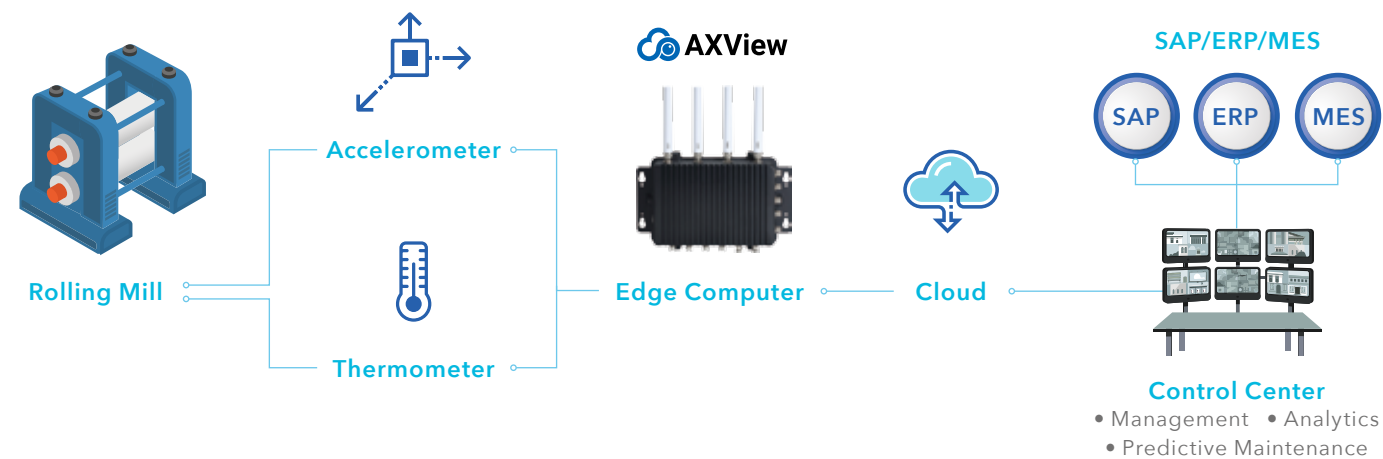 AXView
SAP/ERP/MES
SAP
ERP
MES
Accelerometer
Rolling Mill
Edge Computer
Cloud
Thermometer
Control Center
• Management • Analytics
• Predictive Maintenance